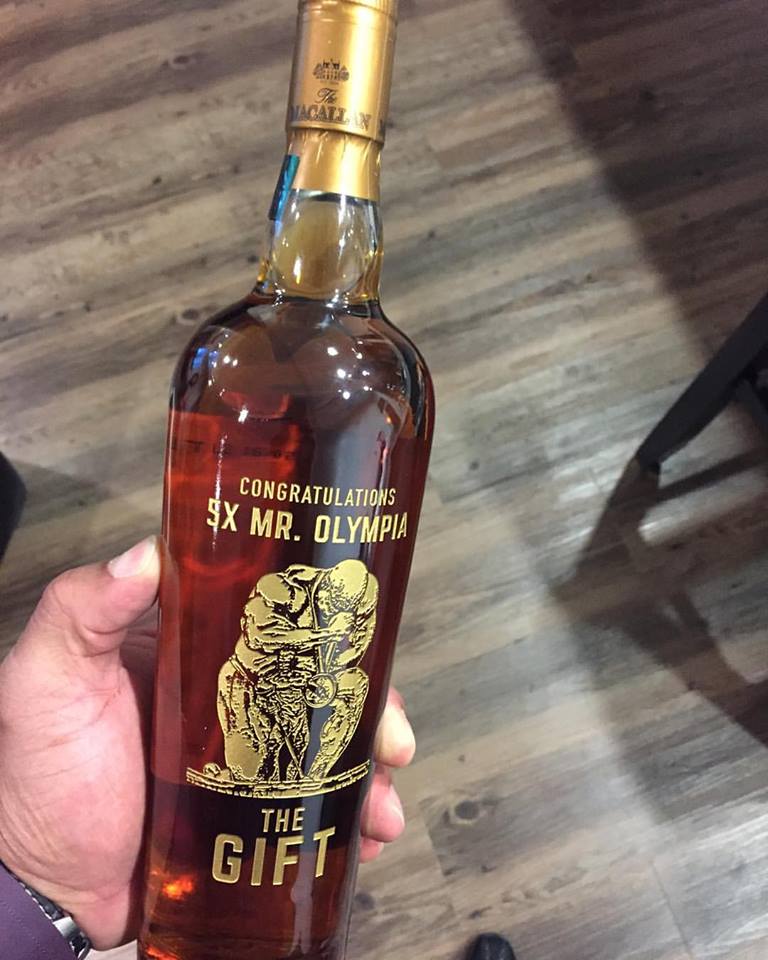 The
MACALLAN
CONGRATULATIONS
5X MR. OLYMPIA
THE
GIFT